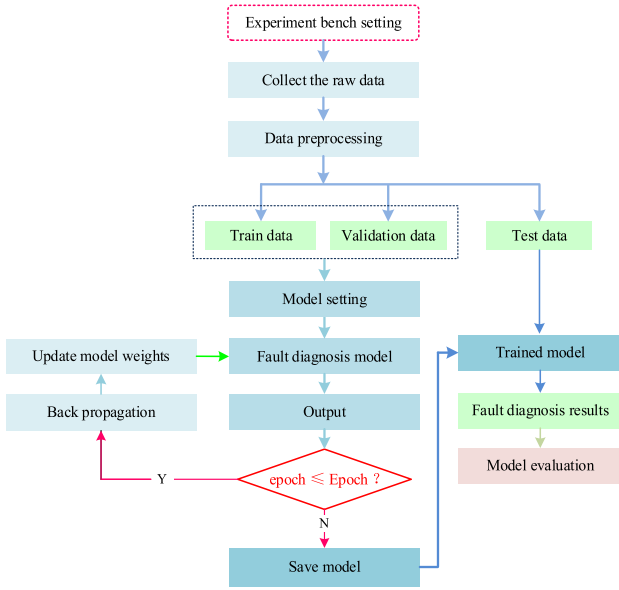 Experiment bench setting
Collect the raw data
Data preprocessing
Train data
Validation data
Test data
Model setting
Update model weights
Fault diagnosis model
Trained model
Back propagation
Output
Fault diagnosis results
epoch ⩽ Epoch ?
Y
Model evaluation
N
Save model